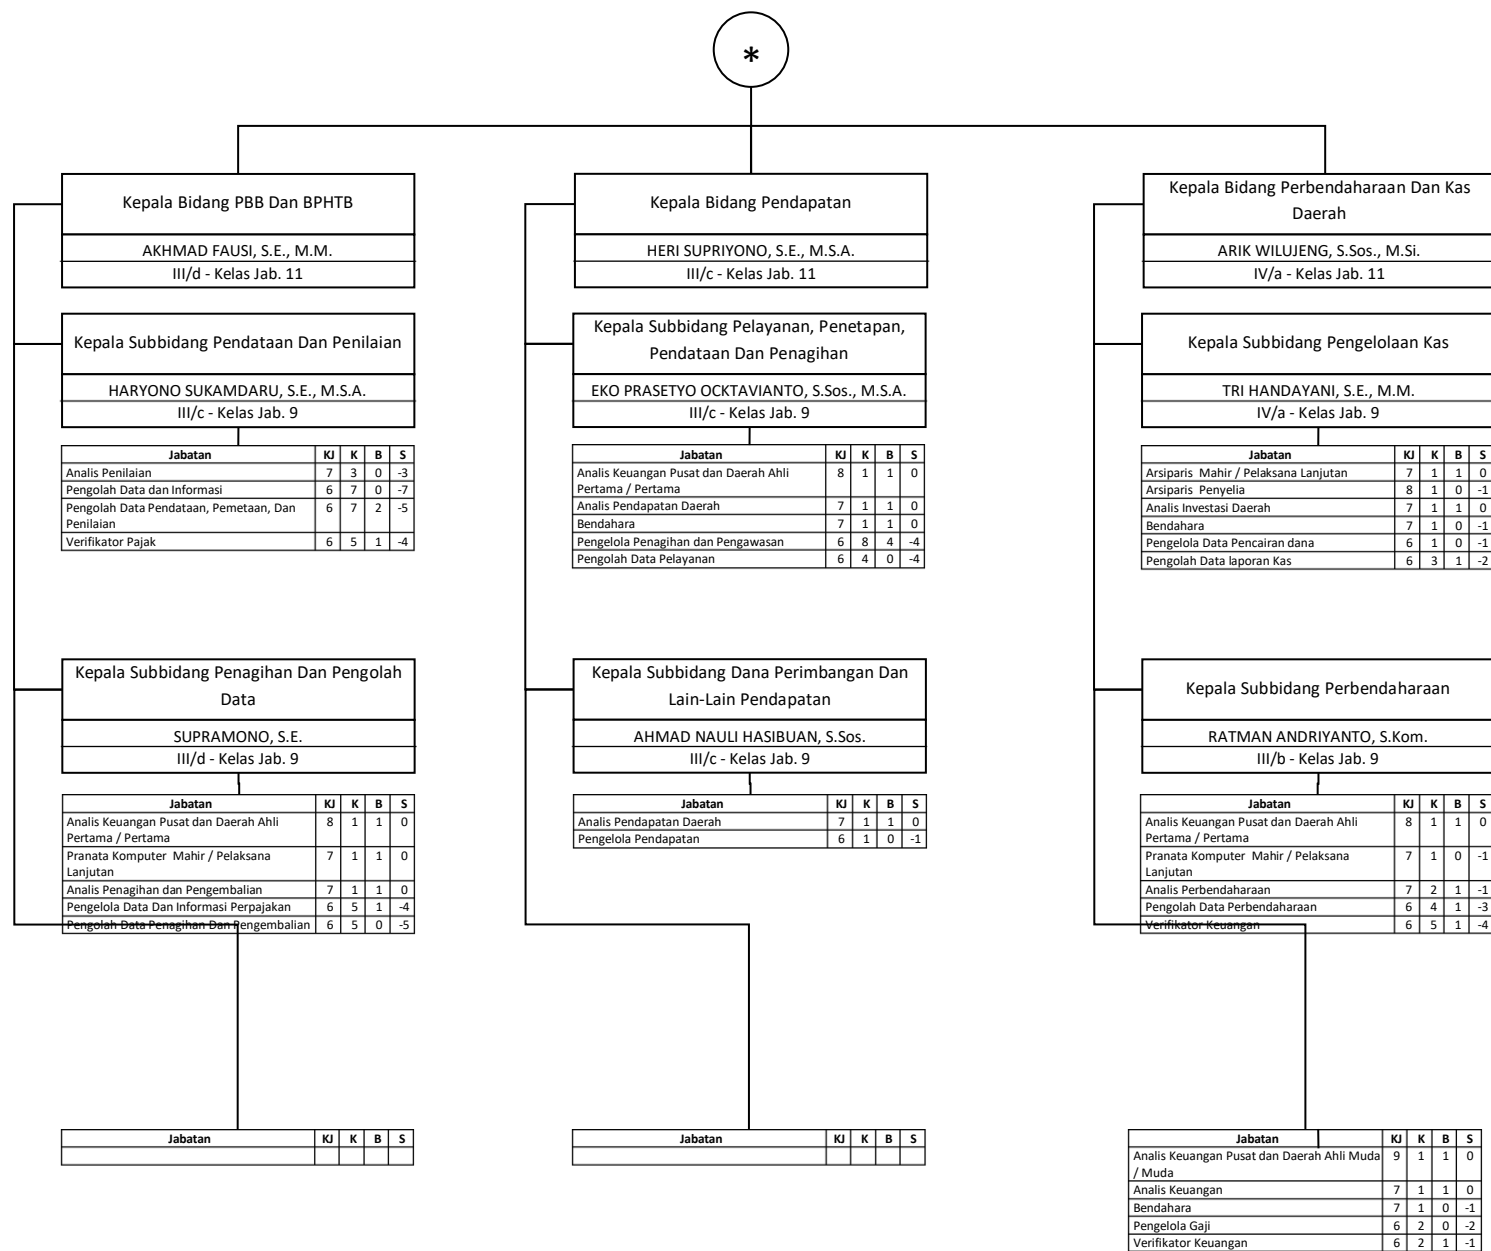 *
Kepala Bidang PBB Dan BPHTB
AKHMAD FAUSI, S.E., M.M.
III/d - Kelas Jab. 11
Kepala Bidang Pendapatan
HERI SUPRIYONO, S.E., M.S.A.
III/c - Kelas Jab. 11
Kepala Bidang Perbendaharaan Dan Kas
Daerah
ARIK WILUJENG, S.Sos., M.Si.
IV/a - Kelas Jab. 11
Kepala Subbidang Pendataan Dan Penilaian
HARYONO SUKAMDARU, S.E., M.S.A.
III/c - Kelas Jab. 9
Jabatan KJ K B S
Analis Penilaian 7 3 0 -3
Pengolah Data dan Informasi 6 7 0 -7
Pengolah Data Pendataan, Pemetaan, Dan 6 7 2 -5
Penilaian
Verifikator Pajak 6 5 1 -4
Kepala Subbidang Pelayanan, Penetapan,
Pendataan Dan Penagihan
EKO PRASETYO OCKTAVIANTO, S.Sos., M.S.A.
III/c - Kelas Jab. 9
Jabatan KJ K B S
Analis Keuangan Pusat dan Daerah Ahli 8 1 1 0
Pertama / Pertama
Analis Pendapatan Daerah 7 1 1 0
Bendahara 7 1 1 0
Pengelola Penagihan dan Pengawasan 6 8 4 -4
Pengolah Data Pelayanan 6 4 0 -4
Kepala Subbidang Pengelolaan Kas
TRI HANDAYANI, S.E., M.M.
IV/a - Kelas Jab. 9
Jabatan KJ K B S
Arsiparis Mahir / Pelaksana Lanjutan 7 1 1 0
Arsiparis Penyelia 8 1 0 -1
Analis Investasi Daerah 7 1 1 0
Bendahara 7 1 0 -1
Pengelola Data Pencairan dana 6 1 0 -1
Pengolah Data laporan Kas 6 3 1 -2
Kepala Subbidang Penagihan Dan Pengolah
Data
SUPRAMONO, S.E.
III/d - Kelas Jab. 9
Jabatan KJ K B S
Analis Keuangan Pusat dan Daerah Ahli 8 1 1 0
Pertama / Pertama
Pranata Komputer Mahir / Pelaksana 7 1 1 0
Lanjutan
Analis Penagihan dan Pengembalian 7 1 1 0
Pengelola Data Dan Informasi Perpajakan 6 5 1 -4
Pengolah Data Penagihan Dan Pengembalian 6 5 0 -5
Kepala Subbidang Dana Perimbangan Dan
Lain-Lain Pendapatan
AHMAD NAULI HASIBUAN, S.Sos.
III/c - Kelas Jab. 9
Jabatan KJ K B S
Analis Pendapatan Daerah 7 1 1 0
Pengelola Pendapatan 6 1 0 -1
Kepala Subbidang Perbendaharaan
RATMAN ANDRIYANTO, S.Kom.
III/b - Kelas Jab. 9
Jabatan KJ K B S
Analis Keuangan Pusat dan Daerah Ahli 8 1 1 0
Pertama / Pertama
Pranata Komputer Mahir / Pelaksana 7 1 0 -1
Lanjutan
Analis Perbendaharaan 7 2 1 -1
Pengolah Data Perbendaharaan 6 4 1 -3
Verifikator Keuangan 6 5 1 -4
Jabatan KJ K B S
Jabatan KJ K B S
Jabatan KJ K B S
Analis Keuangan Pusat dan Daerah Ahli Muda 9 1 1 0
/ Muda
Analis Keuangan 7 1 1 0
Bendahara 7 1 0 -1
Pengelola Gaji 6 2 0 -2
Verifikator Keuangan 6 2 1 -1